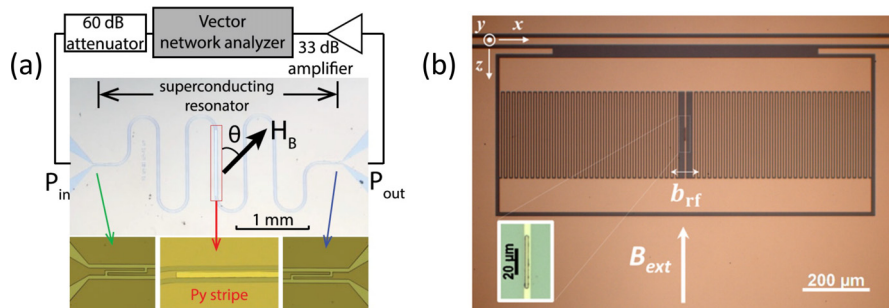 (a)
60 dB
attenuator
Vector
network analyzer
33 dB
amplifier
superconducting
resonator
θ
H_B
P_in
P_out
1 mm
Py stripe
(b)
y
x
z
b_rf
20 µm
B_ext
200 µm